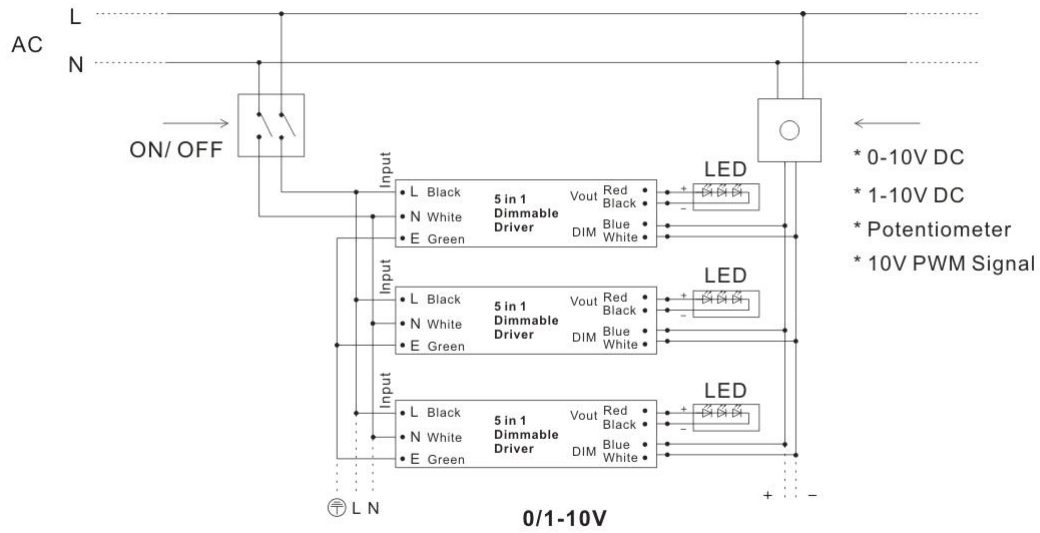 L
AC
N
ON/ OFF
* 0-10V DC
* 1-10V DC
* Potentiometer
* 10V PWM Signal
Input
L Black
N White
E Green
5 in 1
Dimmable
Driver
Vout Red
Black
DIM Blue
White
LED
+
–
Input
L Black
N White
E Green
5 in 1
Dimmable
Driver
Vout Red
Black
DIM Blue
White
LED
+
–
Input
L Black
N White
E Green
5 in 1
Dimmable
Driver
Vout Red
Black
DIM Blue
White
LED
+
–
L N
+ –
0/1-10V